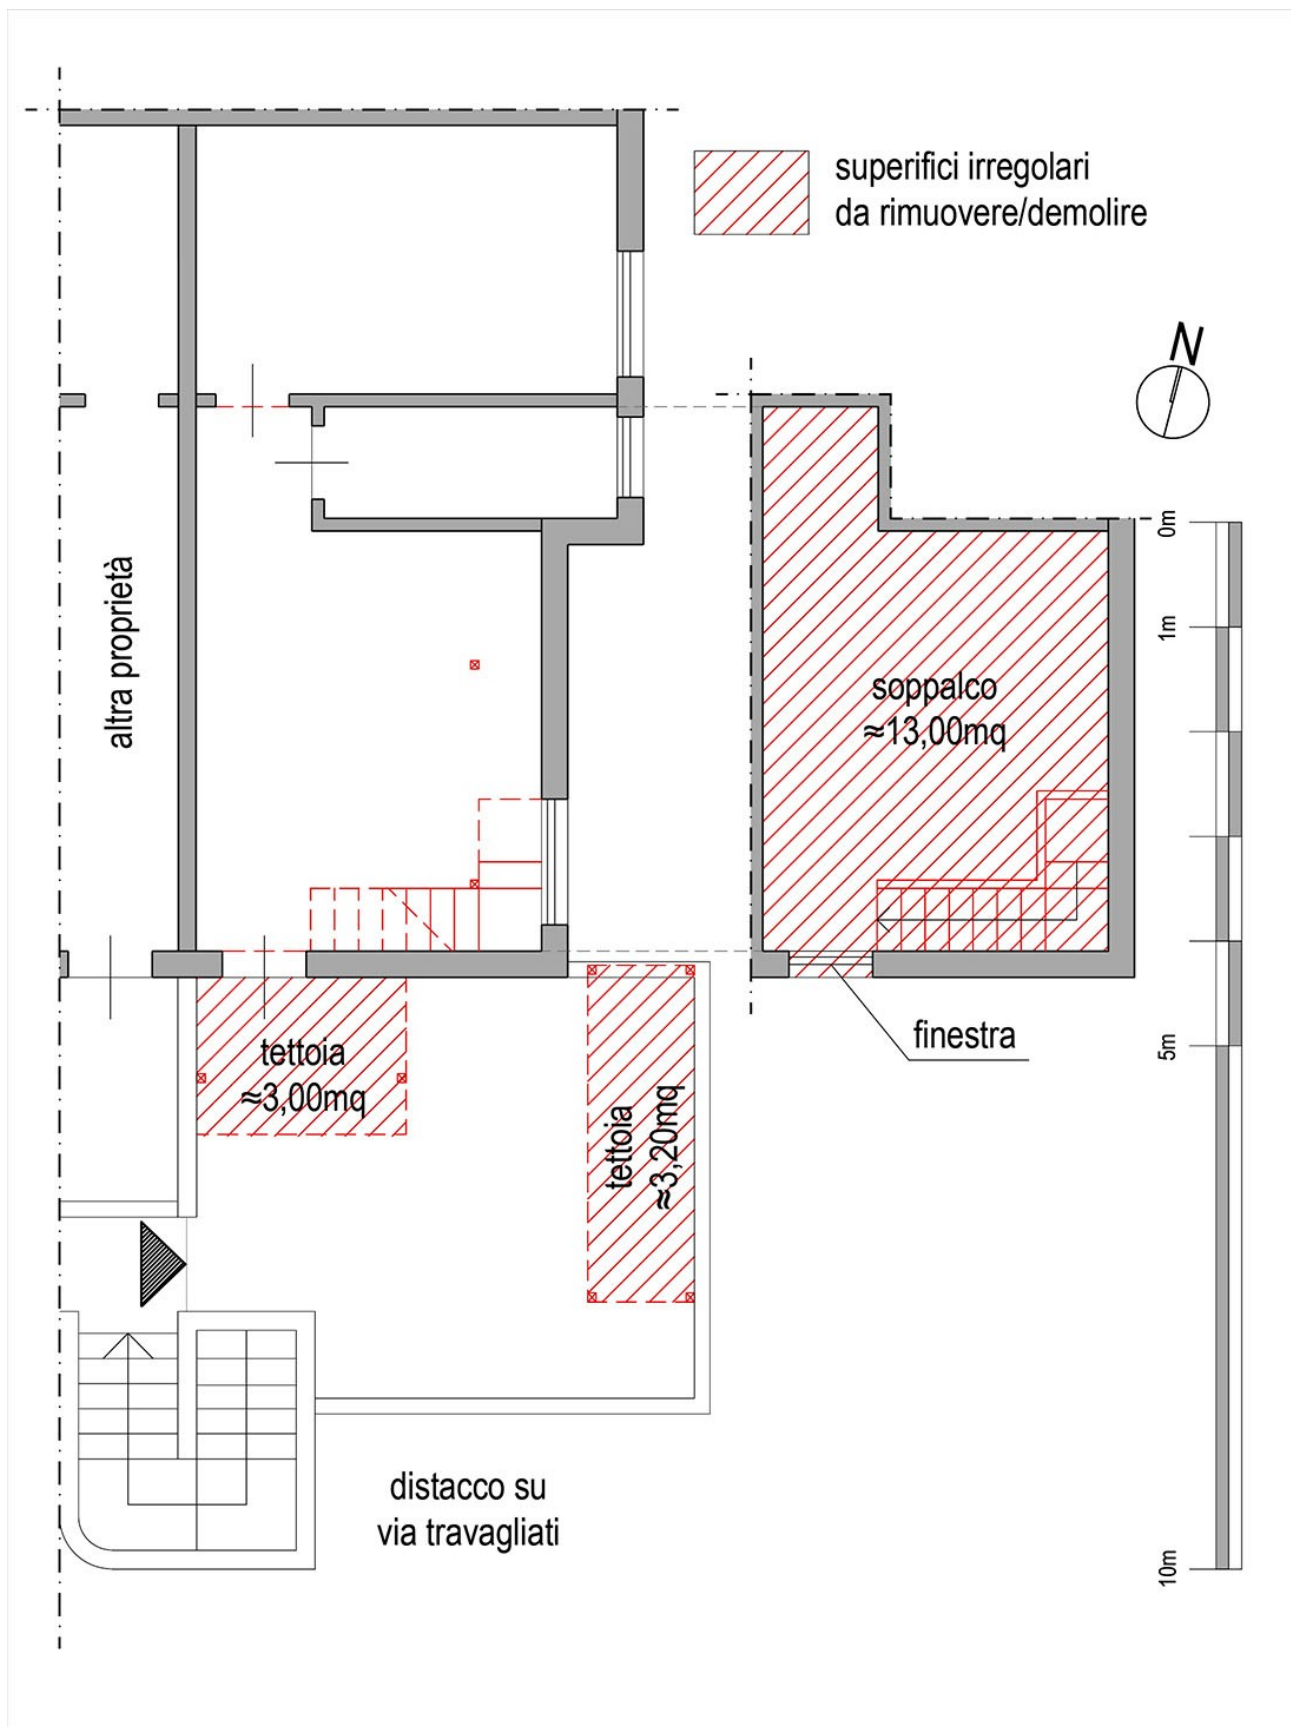 superifici irregolari
da rimuovere/demolire
N
altra proprietà
soppalco
≈13,00mq
0m
1m
5m
10m
finestra
tettoia
≈3,00mq
tettoia
≈3,20mq
distacco su
via travagliati